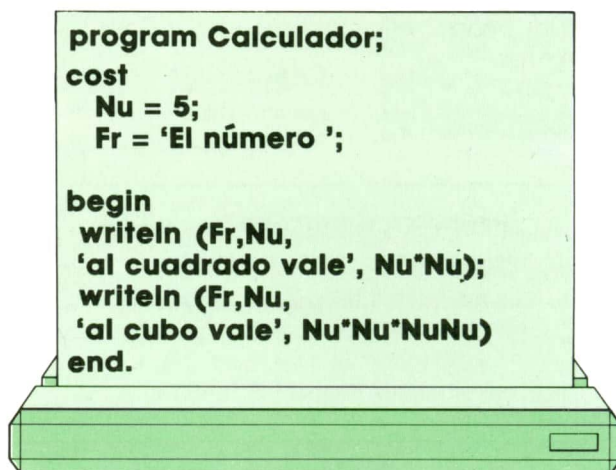 program Calculador;
cost
Nu = 5;
Fr = ‘El número ’;
begin
writeln (Fr,Nu,
‘al cuadrado vale’, Nu*Nu);
writeln (Fr,Nu,
‘al cubo vale’, Nu*Nu*NuNu)
end.